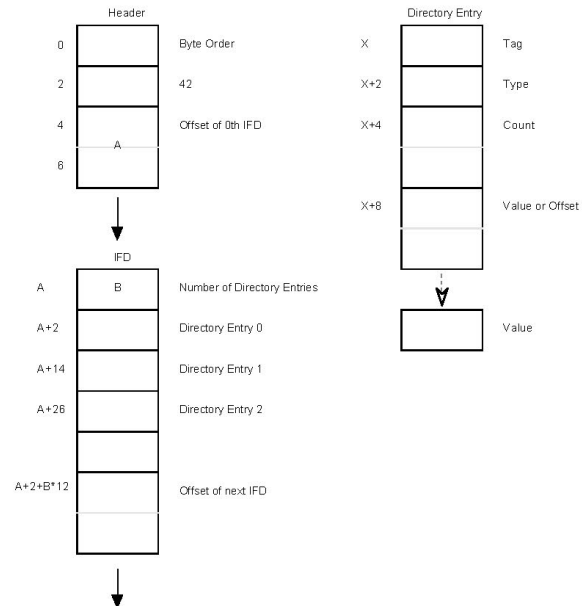 Header
0 Byte Order
2 42
4 Offset of 0th IFD
A
6
IFD
A B Number of Directory Entries
A+2 Directory Entry 0
A+14 Directory Entry 1
A+26 Directory Entry 2
A+2+B*12 Offset of next IFD
Directory Entry
X Tag
X+2 Type
X+4 Count
X+8 Value or Offset
Value